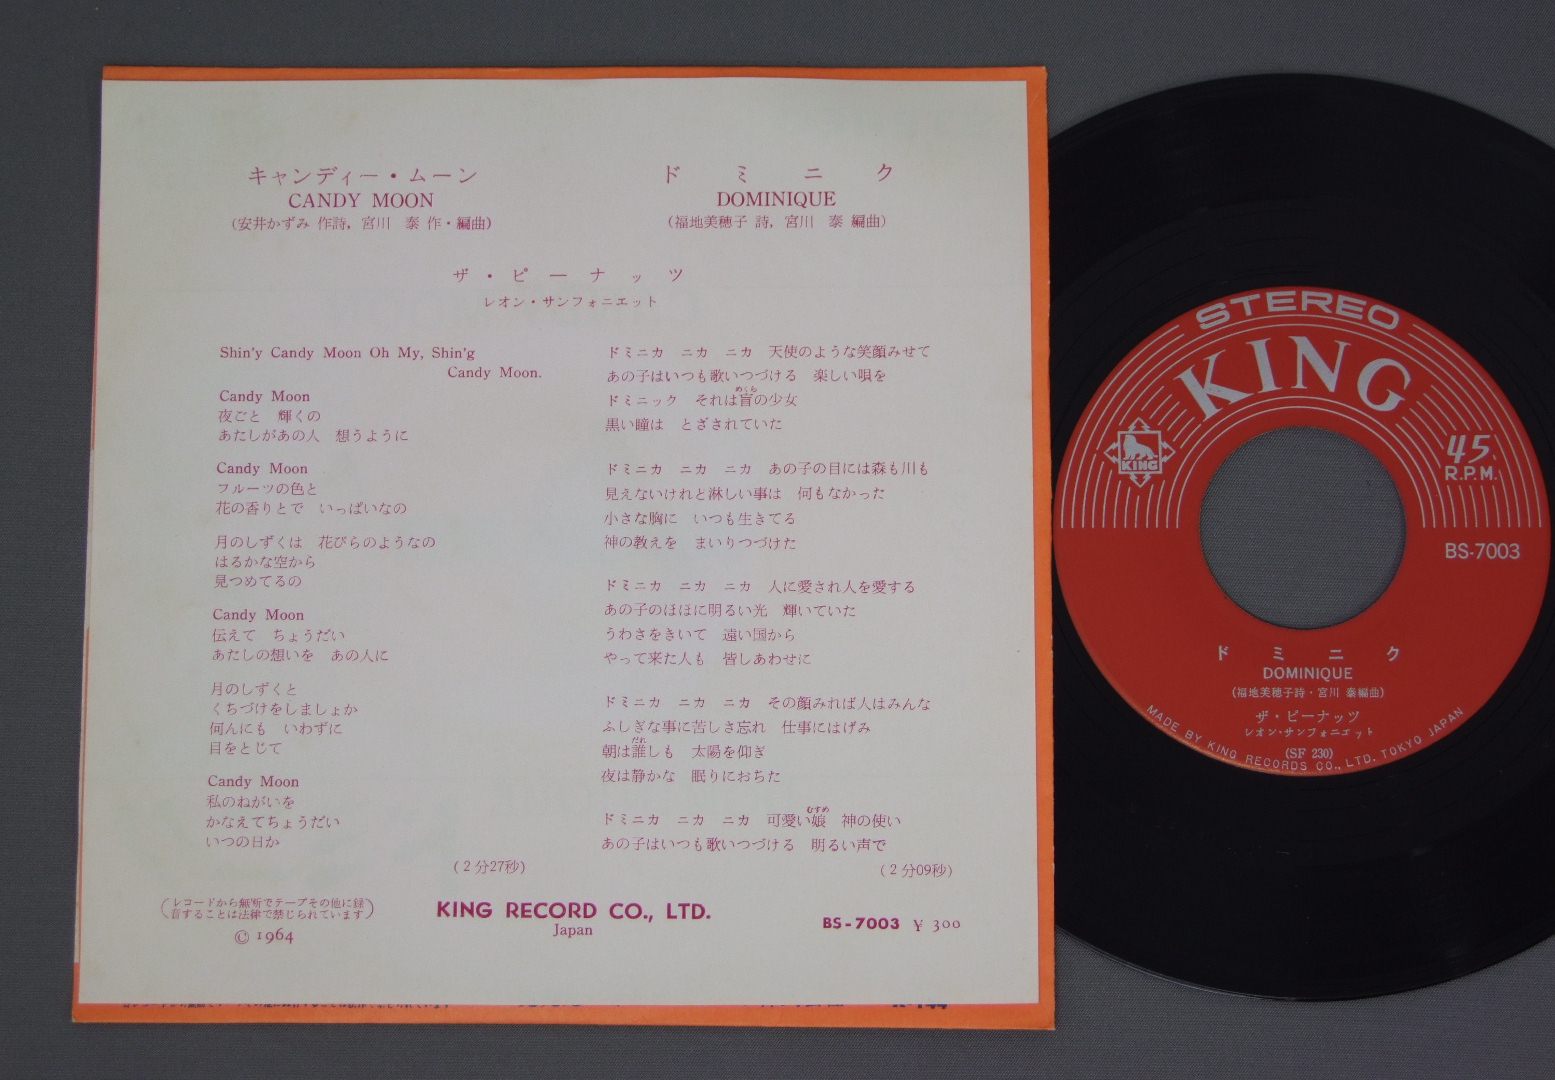 キャンディー・ムーン
CANDY MOON
(安井かずみ 作詩, 宮川 泰 作・編曲)
ドミニク
DOMINIQUE
(福地美穂子 詩, 宮川 泰 編曲)
ザ・ピーナッツ
レオン・サンフォニエット
Shin'y Candy Moon Oh My, Shin'g
Candy Moon.
Candy Moon
夜ごと 輝くの
あたしがあの人 想うように
Candy Moon
フルーツの色と
花の香りとで いっぱいなの
月のしずくは 花びらのようなの
はるかな空から
見つめてるの
Candy Moon
伝えて ちょうだい
あたしの想いを あの人に
月のしずくと
くちづけをしましょか
何んにも いわずに
目をとじて
Candy Moon
私のねがいを
かなえてちょうだい
いつの日か
(2分27秒)
ドミニカ ニカ ニカ 天使のような笑顔みせて
あの子はいつも歌いつづける 楽しい唄を
めくら
ドミニック それは盲の少女
黒い瞳は とざされていた
ドミニカ ニカ ニカ あの子の目には森も川も
見えないけれと淋しい事は 何もなかった
小さな胸に いつも生きてる
神の教えを まいりつづけた
ドミニカ ニカ ニカ 人に愛され人を愛する
あの子のほほに明るい光 輝いていた
うわさをきいて 遠い国から
やって来た人も 皆しあわせに
ドミニカ ニカ ニカ その顔みれば人はみんな
ふしぎな事に苦しさ忘れ 仕事にはげみ
だれ
朝は誰しも 太陽を仰ぎ
夜は静かな 眠りにおちた
むすめ
ドミニカ ニカ ニカ 可愛い娘 神の使い
あの子はいつも歌いつづける 明るい声で
(2分09秒)
(レコードから無断でテープその他に録
音することは法律で禁じられています)
© 1964
KING RECORD CO., LTD.
Japan
BS-7003 ¥ 300
STEREO
KING
KING
45
R.P.M.
BS-7003
ドミニク
DOMINIQUE
(福地美穂子詩・宮川 泰編曲)
ザ・ピーナッツ
レオン・サンフォニエット
(SF 230)
MADE BY KING RECORDS CO., LTD. TOKYO JAPAN